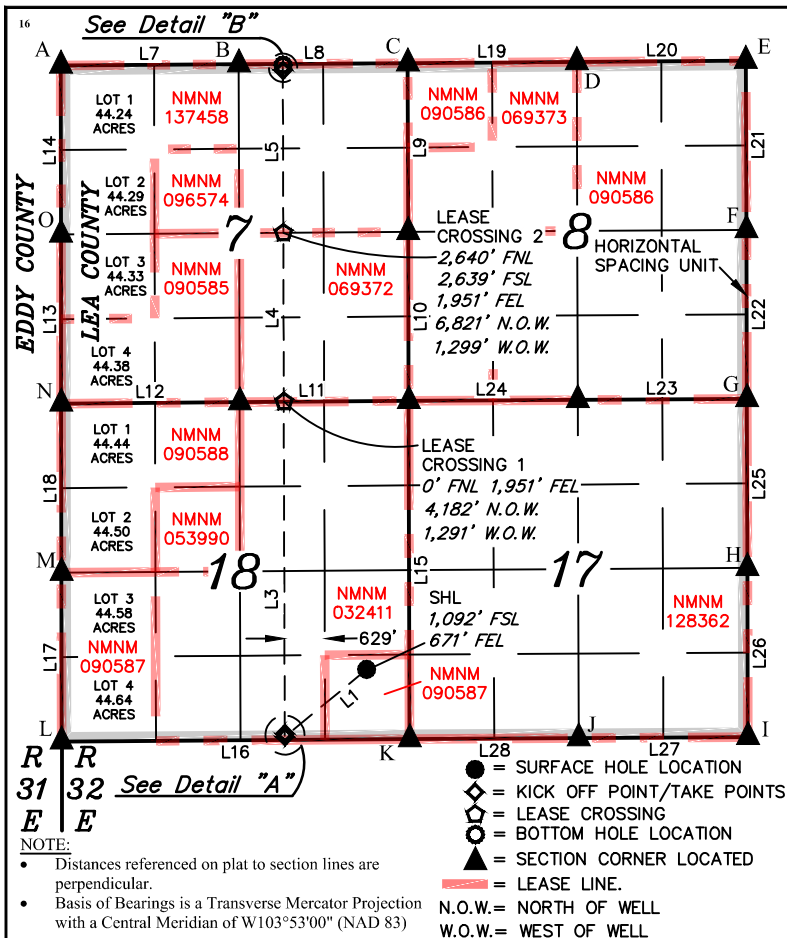 16
See Detail "B"
A
L7
B
L8
C
L19
D
L20
E
LOT 1
44.24
ACRES
NMNM
137458
NMNM
090586
NMNM
069373
L14
L5
L9
L21
LOT 2
44.29
ACRES
NMNM
096574
NMNM
090586
O
7
8
F
EDDY COUNTY
LEA COUNTY
LOT 3
44.33
ACRES
NMNM
090585
NMNM
069372
LEASE
CROSSING 2
2,640' FNL
2,639' FSL
1,951' FEL
6,821' N.O.W.
1,299' W.O.W.
HORIZONTAL
SPACING UNIT
L13
L4
L10
L22
LOT 4
44.38
ACRES
N
L12
L11
L24
L23
G
LOT 1
44.44
ACRES
NMNM
090588
LEASE
CROSSING 1
0' FNL 1,951' FEL
4,182' N.O.W.
1,291' W.O.W.
L18
L25
LOT 2
44.50
ACRES
NMNM
053990
M
18
17
H
L3
L15
LOT 3
44.58
ACRES
NMNM
032411
SHL
1,092' FSL
671' FEL
NMNM
128362
629'
L17
NMNM
090587
L26
LOT 4
44.64
ACRES
L1
NMNM
090587
L
L16
K
L28
J
L27
I
R
31
E
R
32
E
See Detail "A"
= SURFACE HOLE LOCATION
= KICK OFF POINT/TAKE POINTS
= LEASE CROSSING
= BOTTOM HOLE LOCATION
= SECTION CORNER LOCATED
= LEASE LINE.
N.O.W.= NORTH OF WELL
W.O.W.= WEST OF WELL
NOTE:
• Distances referenced on plat to section lines are
perpendicular.
• Basis of Bearings is a Transverse Mercator Projection
with a Central Meridian of W103°53'00" (NAD 83)